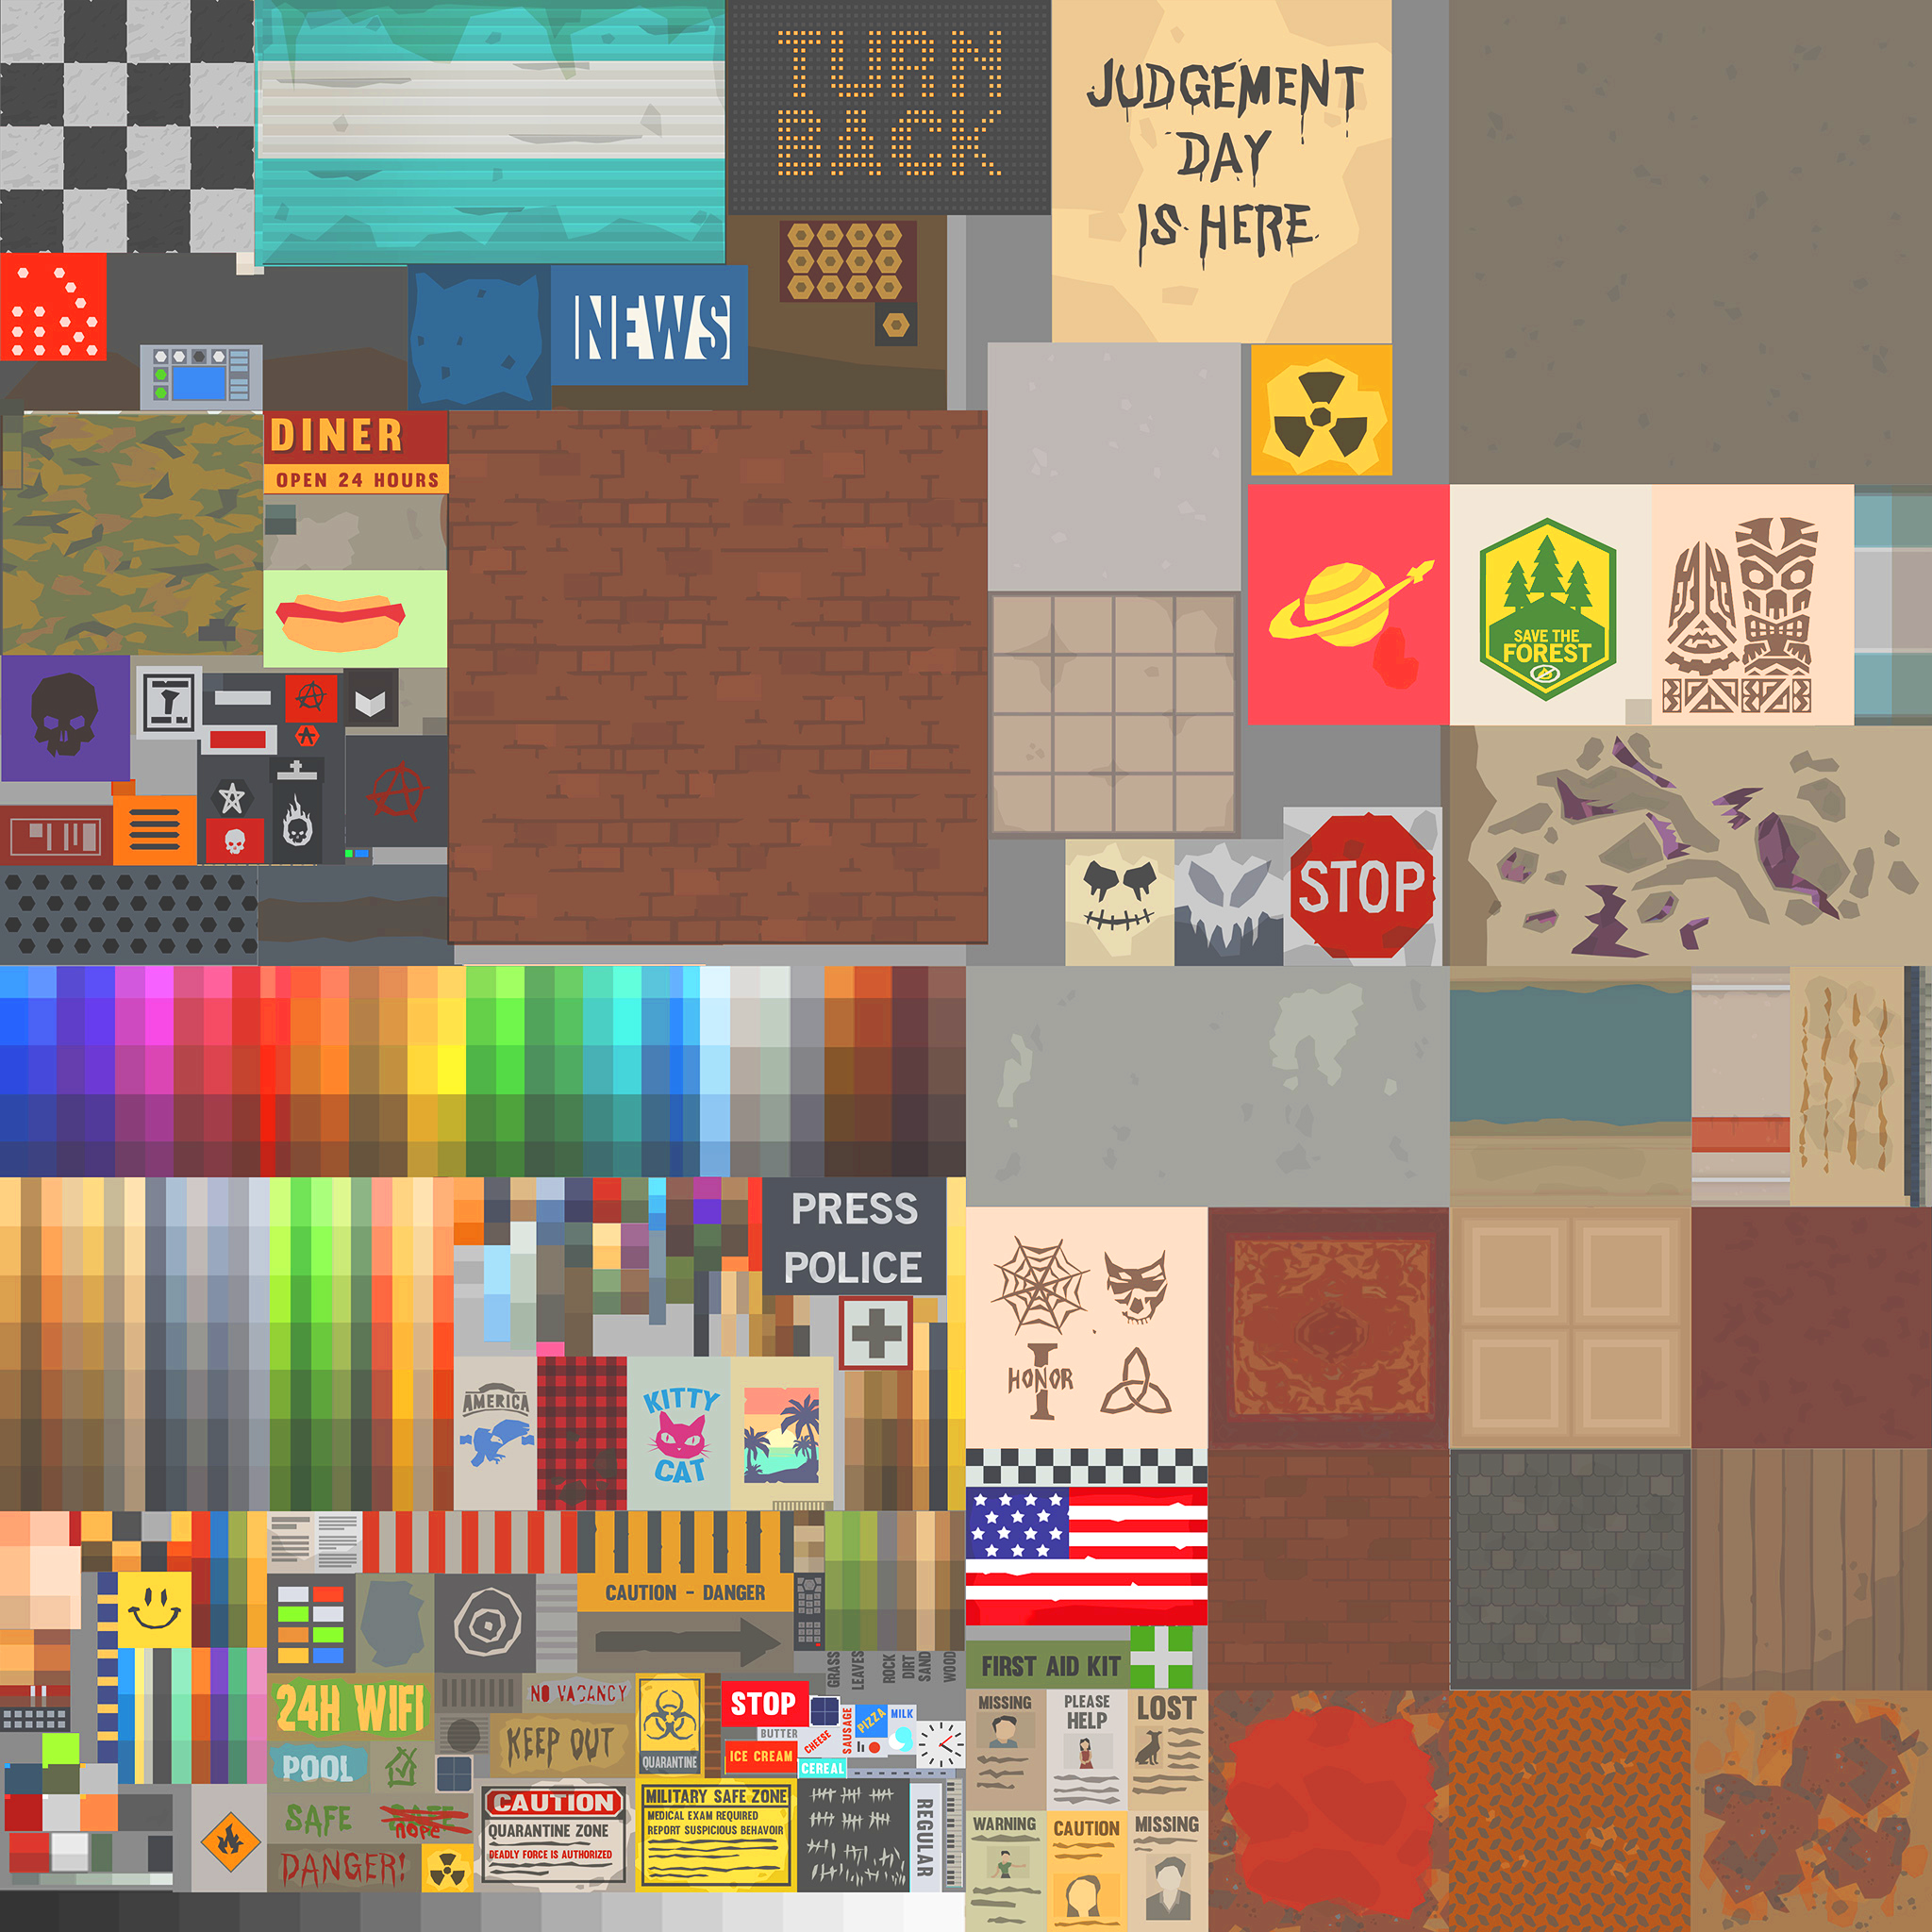 TURN
BACK
JUDGEMENT
DAY
IS HERE
NEWS
DINER
OPEN 24 HOURS
SAVE THE
FOREST
STOP
PRESS
POLICE
AMERICA
KITTY
CAT
HONOR
CAUTION - DANGER
GRASS
LEAVES
ROCK
DIRT
SAND
WOOD
FIRST AID KIT
24H WIFI
NO VACANCY
KEEP OUT
QUARANTINE
STOP
BUTTER
ICE CREAM
CHEESE
SAUSAGE
PIZZA
MILK
CEREAL
POOL
SAFE
SAFE
nope
DANGER!
CAUTION
QUARANTINE ZONE
DEADLY FORCE IS AUTHORIZED
MILITARY SAFE ZONE
MEDICAL EXAM REQUIRED
REPORT SUSPICIOUS BEHAVOIR
REGULAR
MISSING
PLEASE
HELP
LOST
WARNING
CAUTION
MISSING